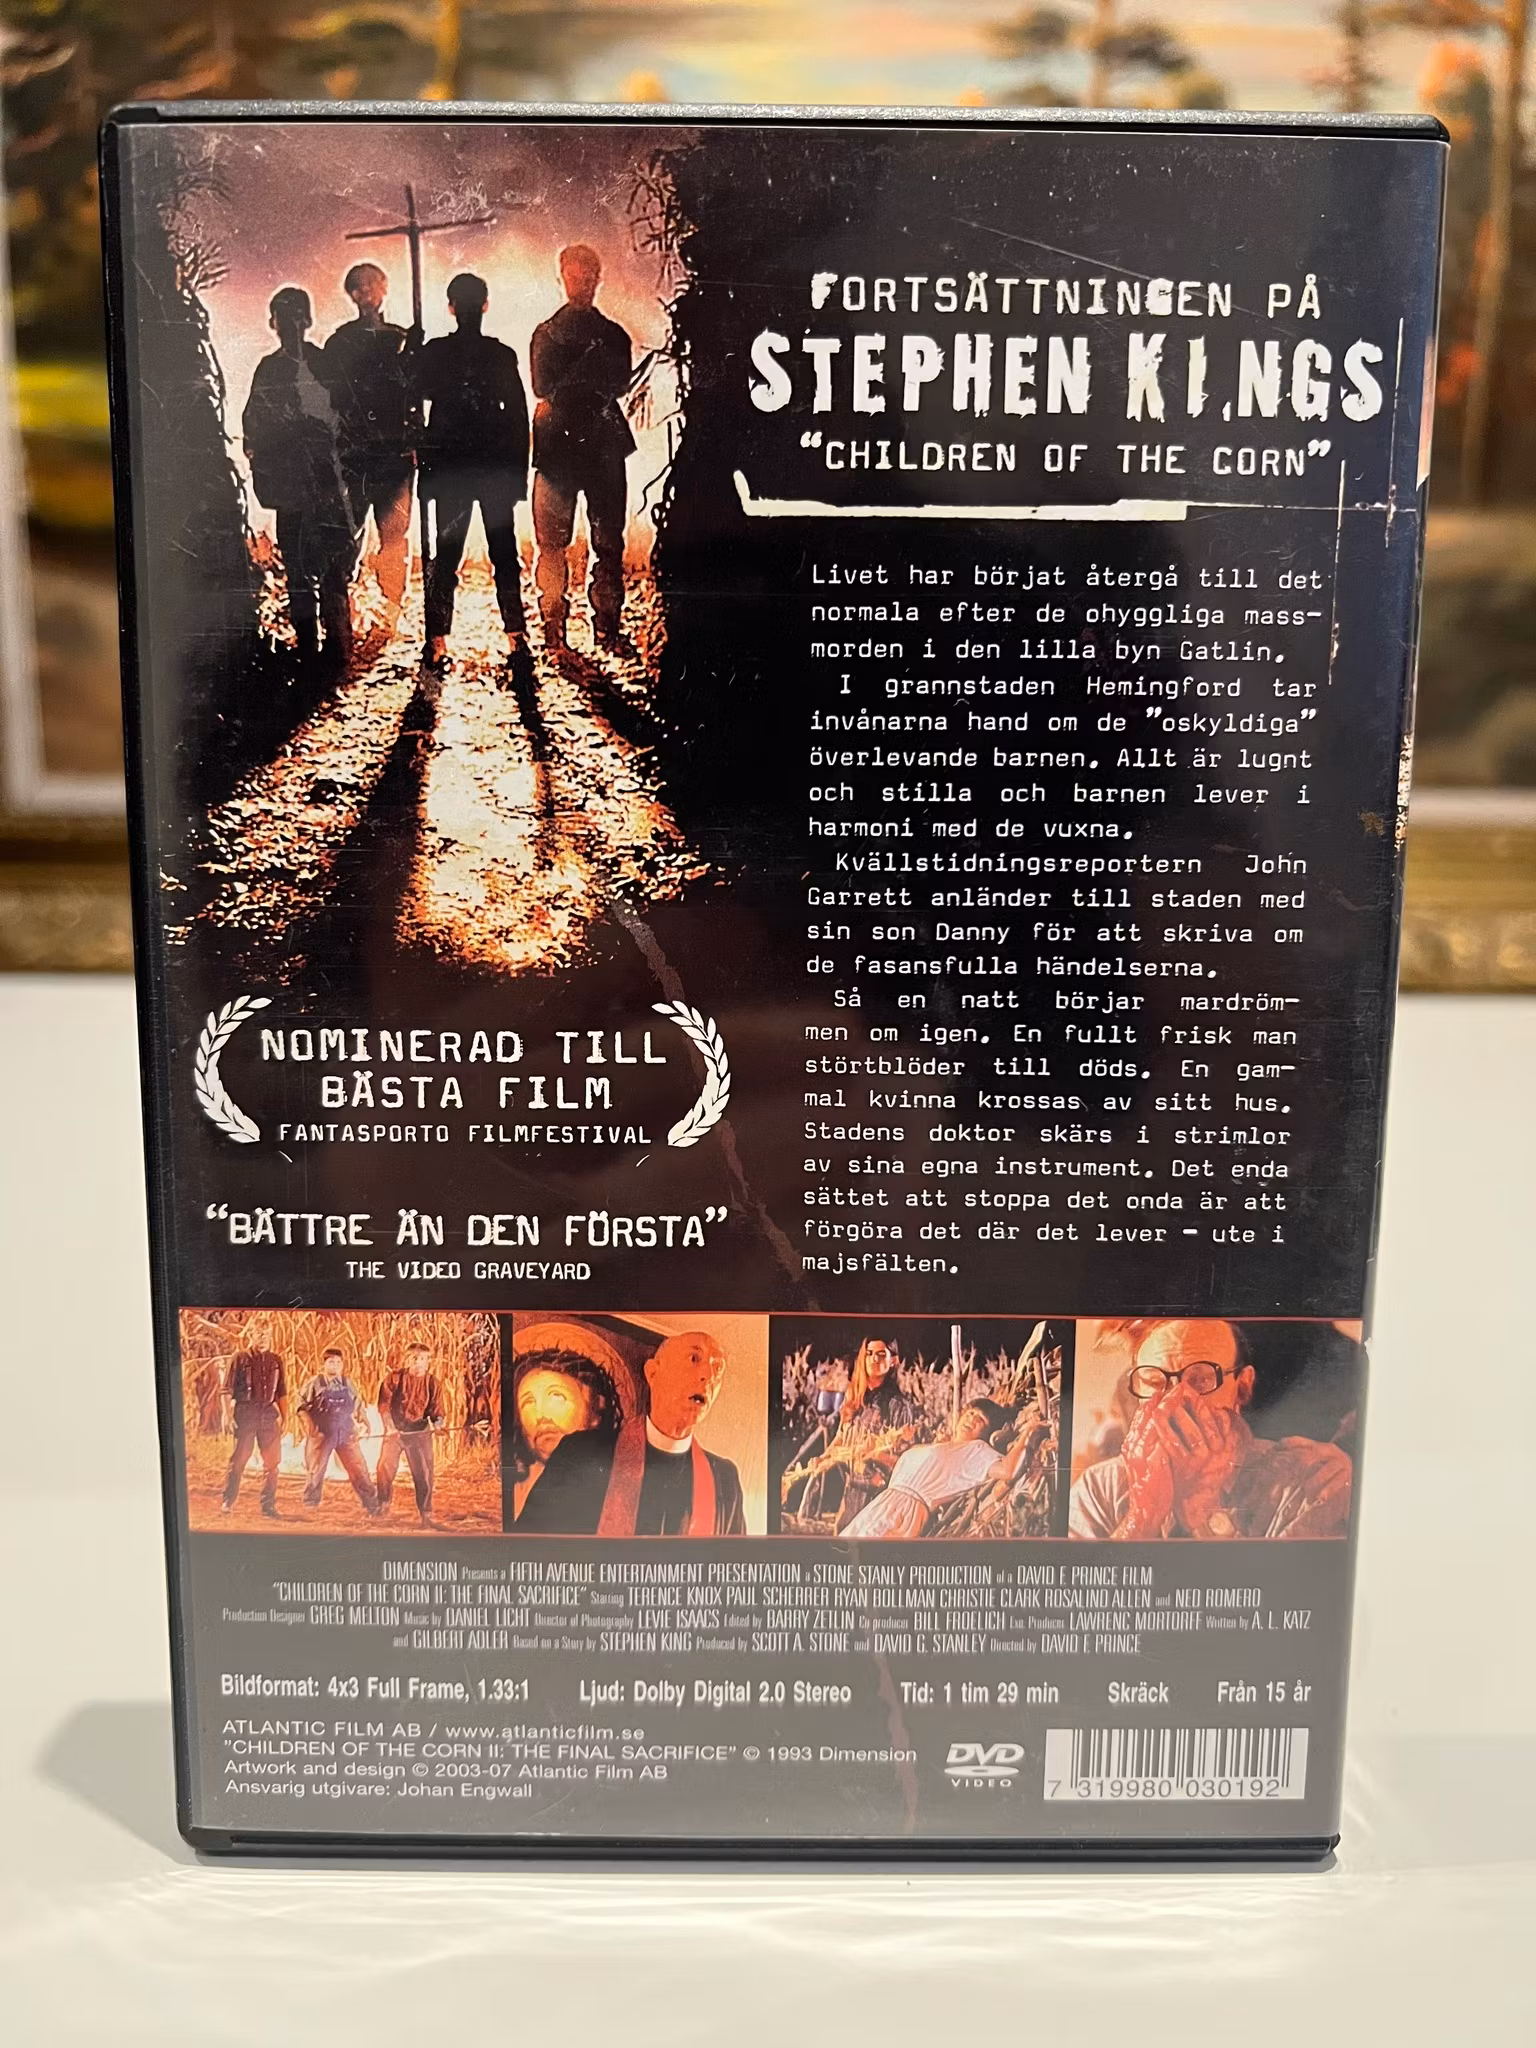 FORTSÄTTNINGEN PÅ
STEPHEN KINGS
“CHILDREN OF THE CORN”
Livet har börjat återgå till det
normala efter de ohyggliga mass-
morden i den lilla byn Gatlin.
I grannstaden Hemingford tar
invånarna hand om de ”oskyldiga”
överlevande barnen. Allt är lugnt
och stilla och barnen lever i
harmoni med de vuxna.
Kvällstidningsreportern John
Garrett anländer till staden med
sin son Danny för att skriva om
de fasansfulla händelserna.
Så en natt börjar mardröm-
men om igen. En fullt frisk man
störtblöder till döds. En gam-
mal kvinna krossas av sitt hus.
Stadens doktor skärs i strimlor
av sina egna instrument. Det enda
sättet att stoppa det onda är att
förgöra det där det lever – ute i
majsfälten.
NOMINERAD TILL
BÄSTA FILM
FANTASPORTO FILMFESTIVAL
“BÄTTRE ÄN DEN FÖRSTA”
THE VIDEO GRAVEYARD
DIMENSION Presents a FIFTH AVENUE ENTERTAINMENT PRESENTATION a STONE STANLY PRODUCTION of a DAVID F. PRINCE FILM
"CHILDREN OF THE CORN II: THE FINAL SACRIFICE" Starring TERENCE KNOX PAUL SCHERRER RYAN BOLLMAN CHRISTIE CLARK ROSALIND ALLEN and NED ROMERO
Production Designer GREG MELTON Music by DANIEL LICHT Director of Photography LEVIE ISAACS Edited by BARRY ZETLIN Co producer BILL FROELICH Exe. Producer LAWRENC MORTORFF Written by A. L. KATZ
and GILBERT ADLER Based on a Story by STEPHEN KING Produced by SCOTT A. STONE and DAVID G. STANLEY Directed by DAVID F. PRINCE
Bildformat: 4x3 Full Frame, 1.33:1 Ljud: Dolby Digital 2.0 Stereo Tid: 1 tim 29 min Skräck Från 15 år
ATLANTIC FILM AB / www.atlanticfilm.se
”CHILDREN OF THE CORN II: THE FINAL SACRIFICE” © 1993 Dimension
Artwork and design © 2003-07 Atlantic Film AB
Ansvarig utgivare: Johan Engwall
DVD
VIDEO
7 319980 030192